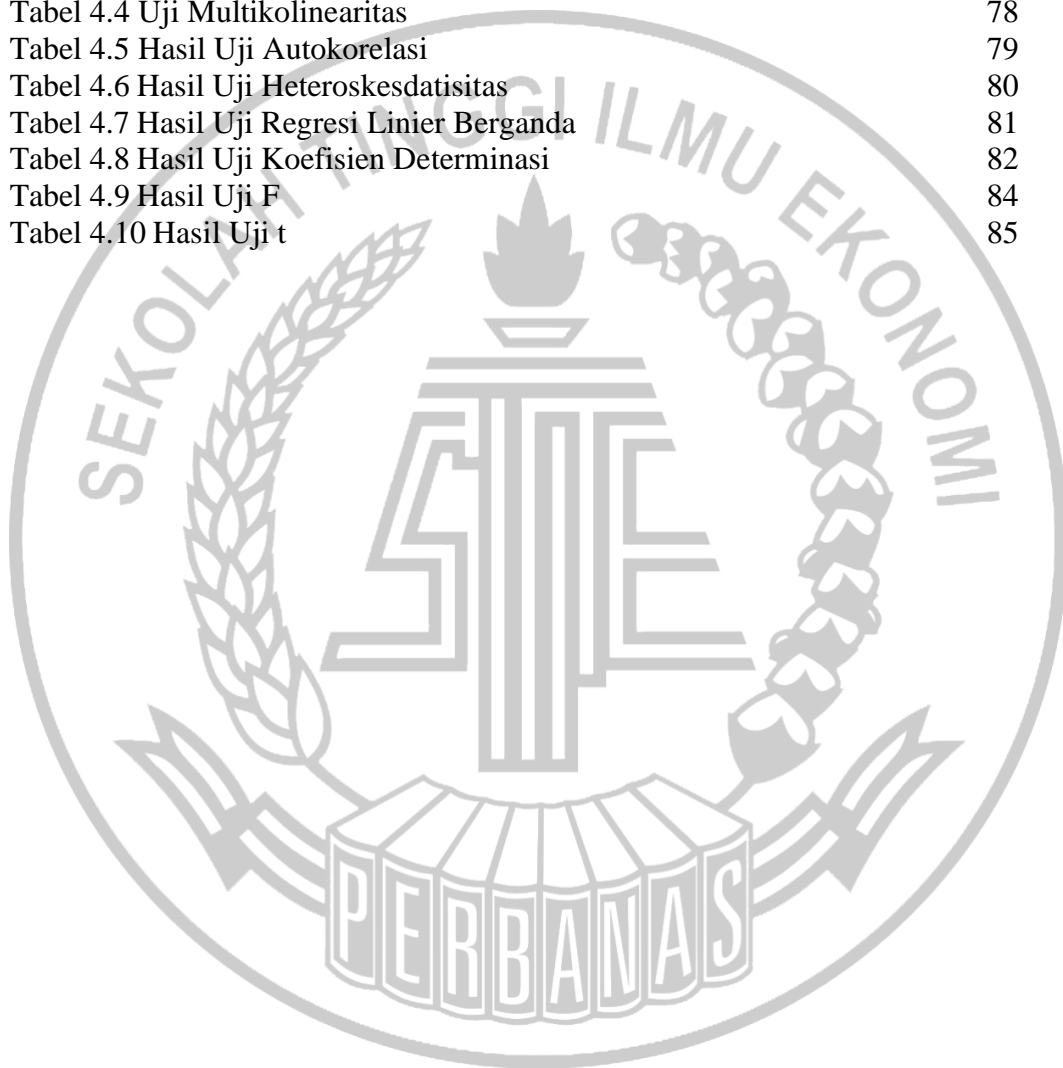 Tabel 4.4 Uji Multikolinearitas 78
Tabel 4.5 Hasil Uji Autokorelasi 79
Tabel 4.6 Hasil Uji Heteroskesdatisitas 80
Tabel 4.7 Hasil Uji Regresi Linier Berganda 81
Tabel 4.8 Hasil Uji Koefisien Determinasi 82
Tabel 4.9 Hasil Uji F 84
Tabel 4.10 Hasil Uji t 85
SEKOLAH TINGGI ILMU EKONOMI
STIE
PERBANAS